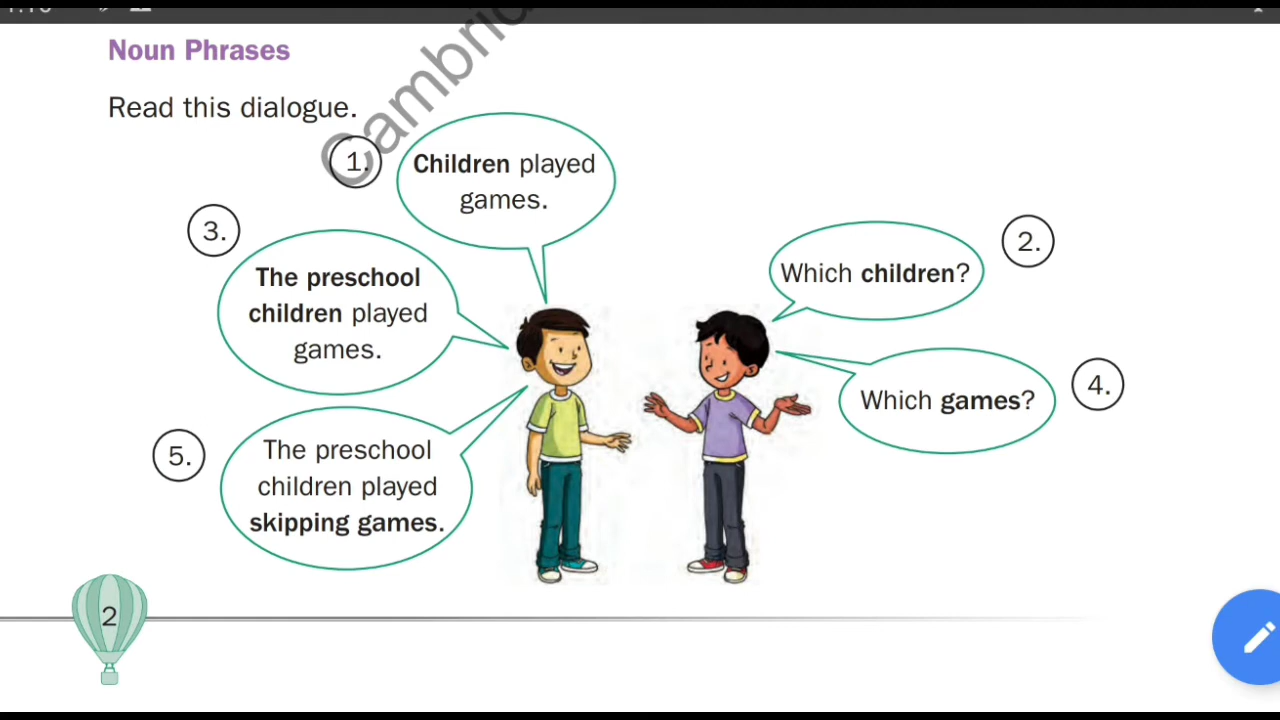 Noun Phrases
Read this dialogue.
1.
Children played
games.
2.
Which children?
3.
The preschool
children played
games.
4.
Which games?
5.
The preschool
children played
skipping games.
2